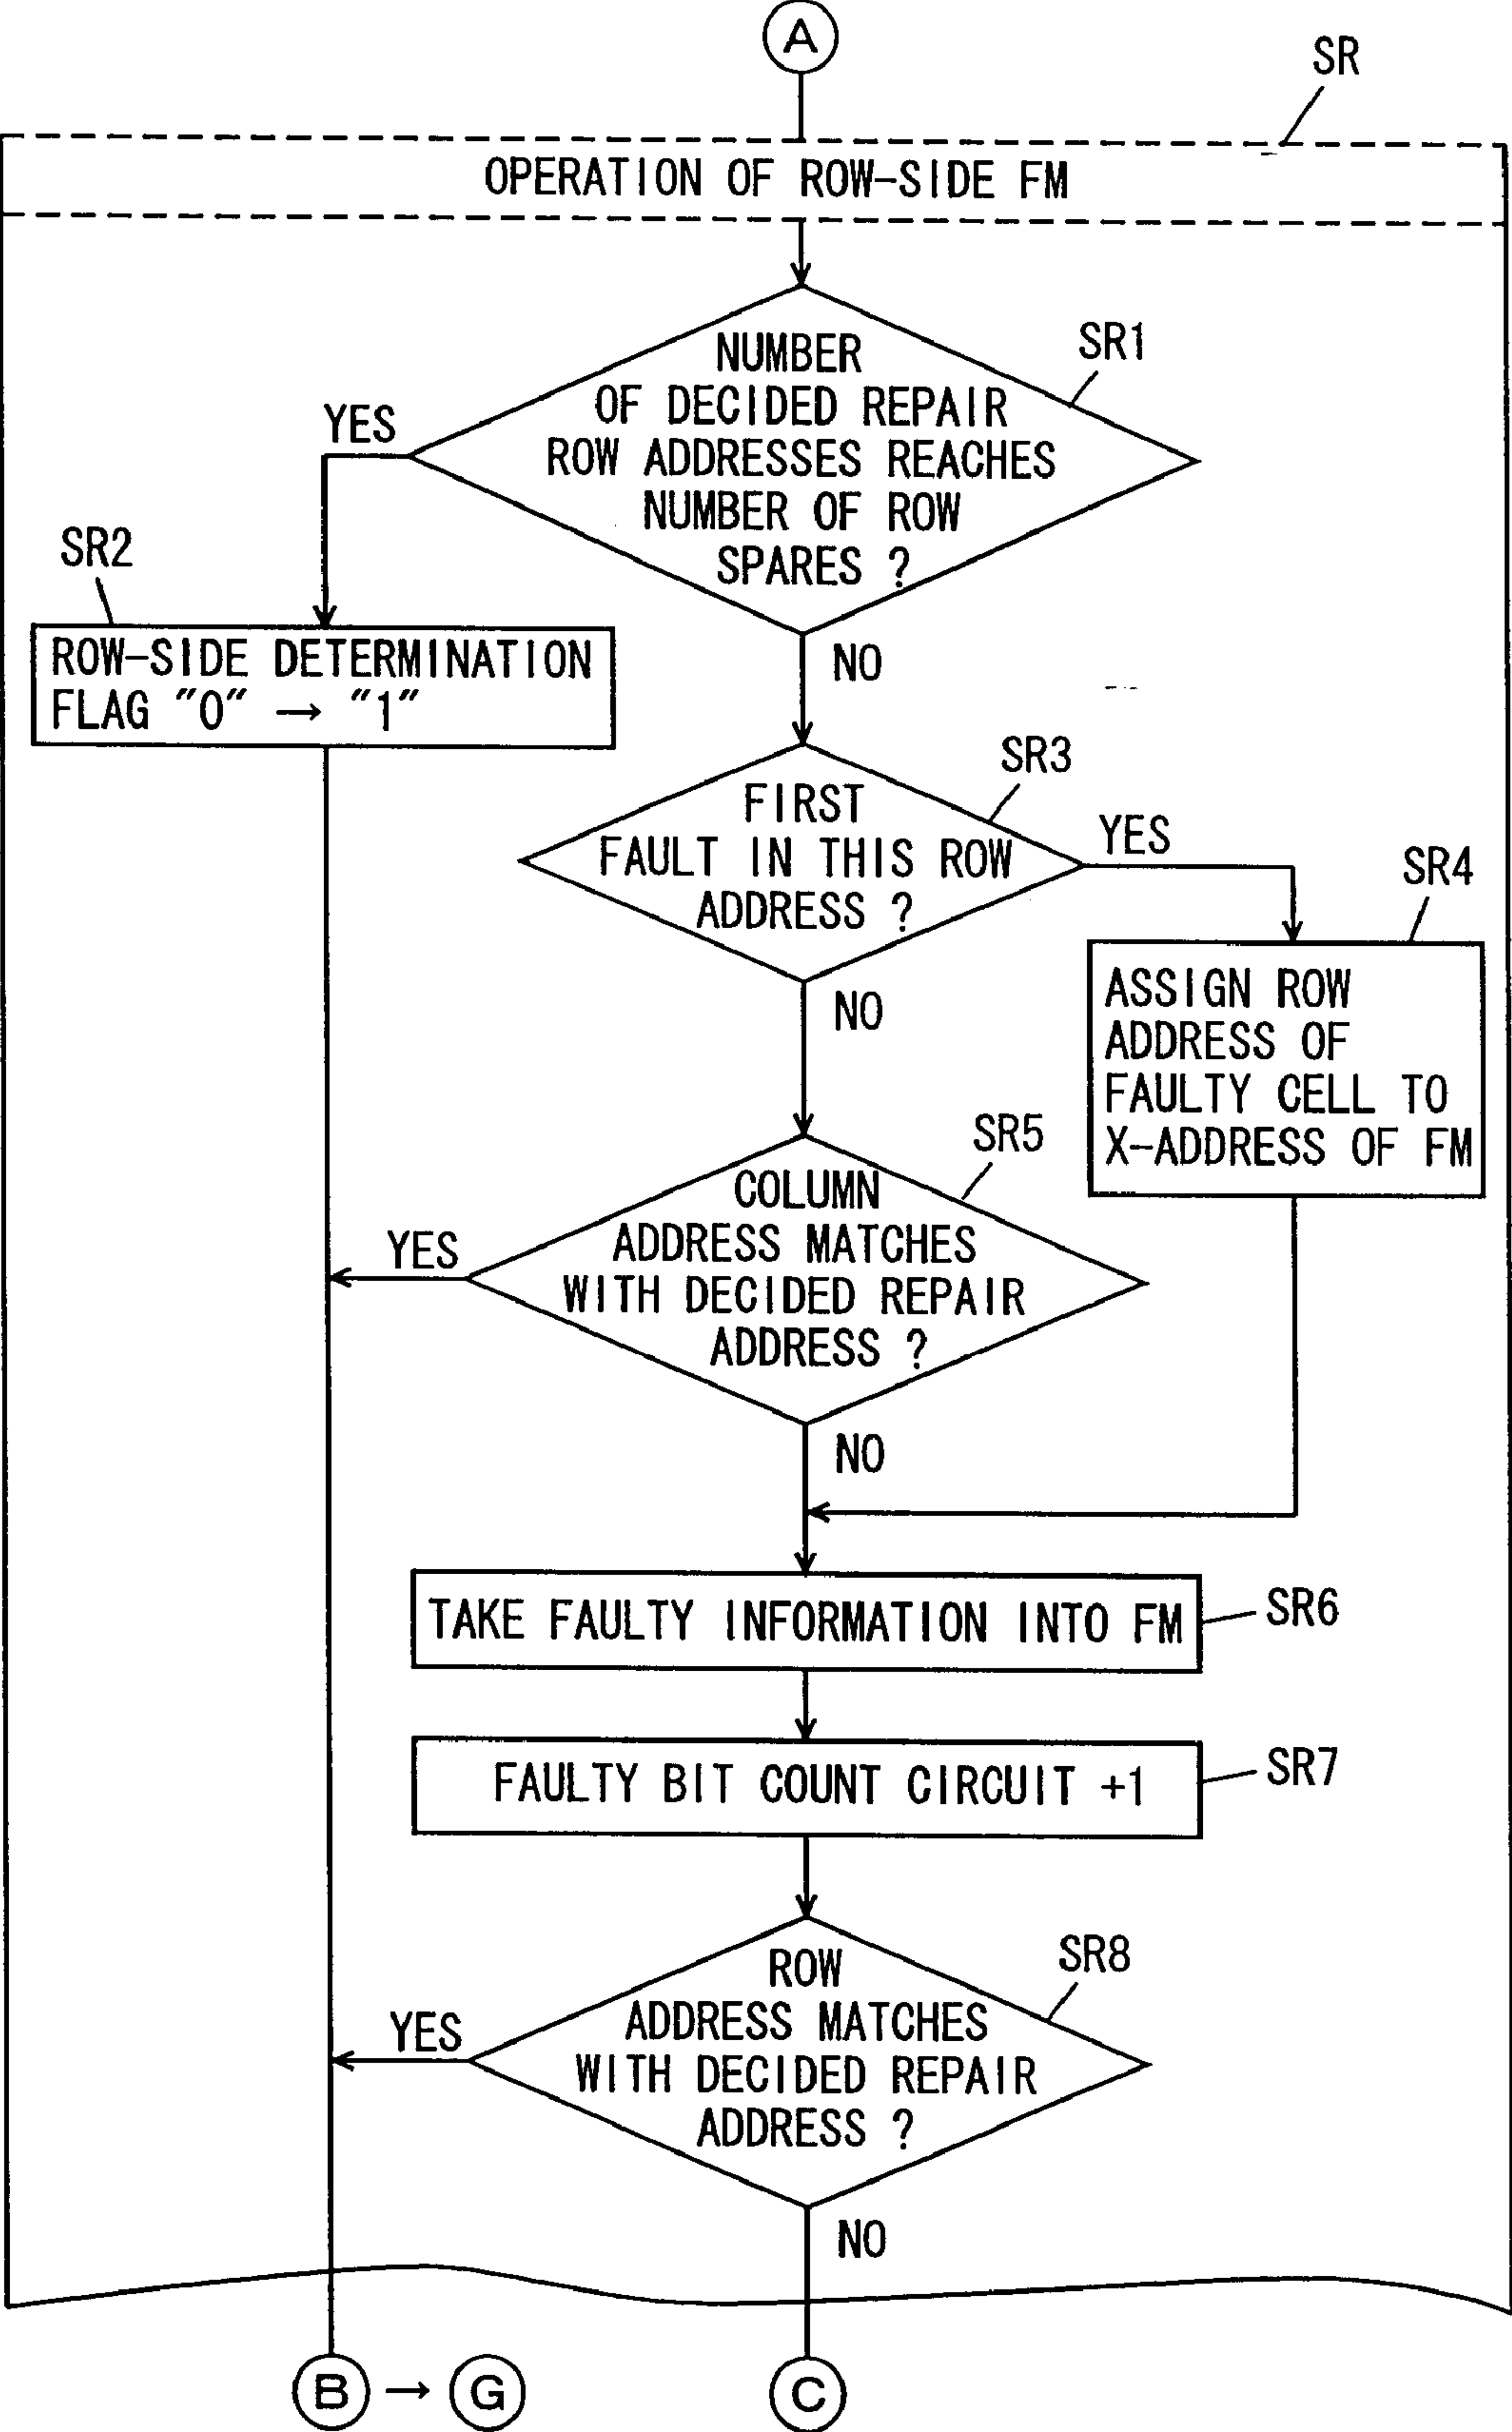 A
SR
OPERATION OF ROW-SIDE FM
SR1
NUMBER
OF DECIDED REPAIR
ROW ADDRESSES REACHES
NUMBER OF ROW
SPARES ?
YES
NO
SR2
ROW-SIDE DETERMINATION
FLAG "0" → "1"
SR3
FIRST
FAULT IN THIS ROW
ADDRESS ?
YES
NO
SR4
ASSIGN ROW
ADDRESS OF
FAULTY CELL TO
X-ADDRESS OF FM
SR5
COLUMN
ADDRESS MATCHES
WITH DECIDED REPAIR
ADDRESS ?
YES
NO
TAKE FAULTY INFORMATION INTO FM
SR6
FAULTY BIT COUNT CIRCUIT +1
SR7
SR8
ROW
ADDRESS MATCHES
WITH DECIDED REPAIR
ADDRESS ?
YES
NO
B → G
C